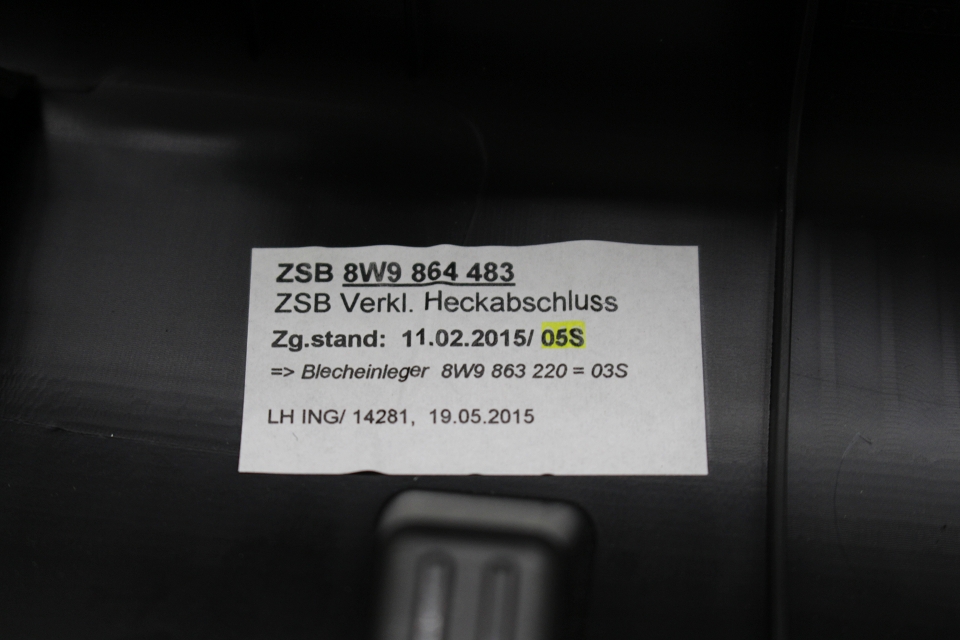 ZSB 8W9 864 483
ZSB Verkl. Heckabschluss
Zg.stand: 11.02.2015/ 05S
=> Blecheinleger 8W9 863 220 = 03S
LH ING/ 14281, 19.05.2015